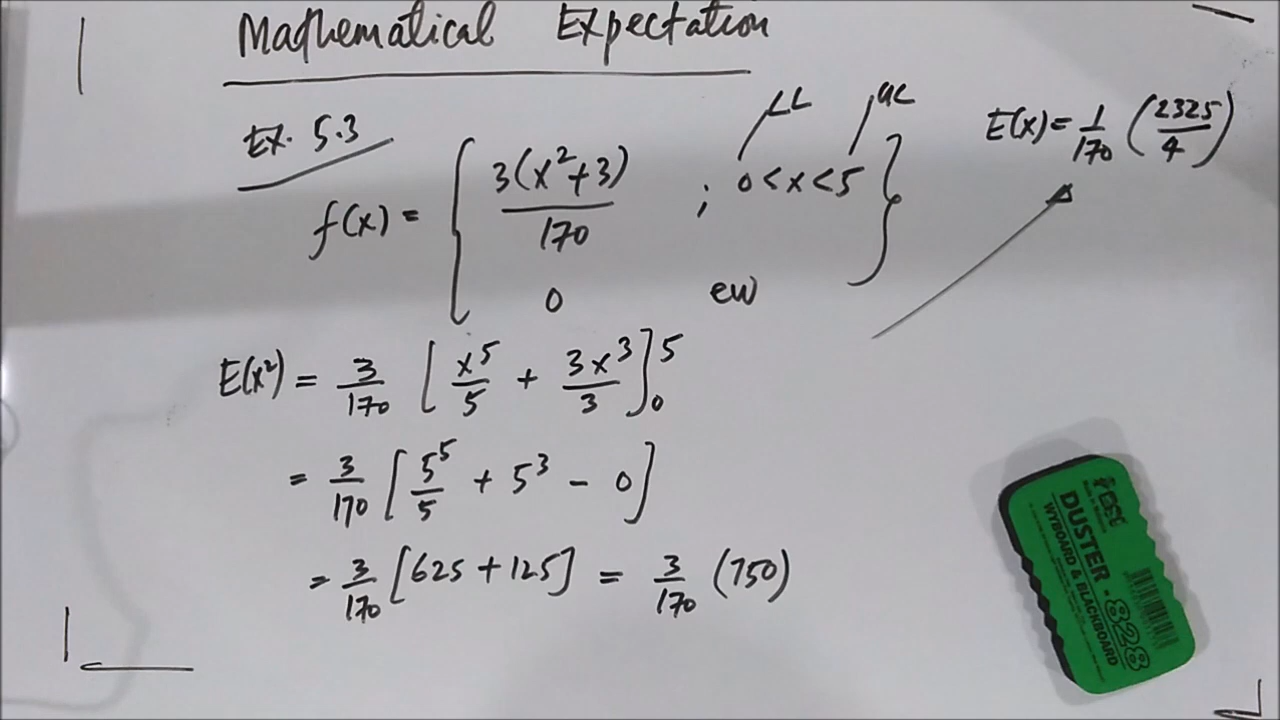 Mathematical Expectation
Ex. 5.3
LL
UL
E(x) = 1/170 (2325/4)
f(x) = { 3(x²+3)/170 ; 0<x<5 }
0 ew
E(x²) = 3/170 [x⁵/5 + 3x³/3]₀⁵
= 3/170 [5⁵/5 + 5³ - 0]
= 3/170 [625 + 125] = 3/170 (750)
DUSTER-828
WYBOARD & BLACKBOARD